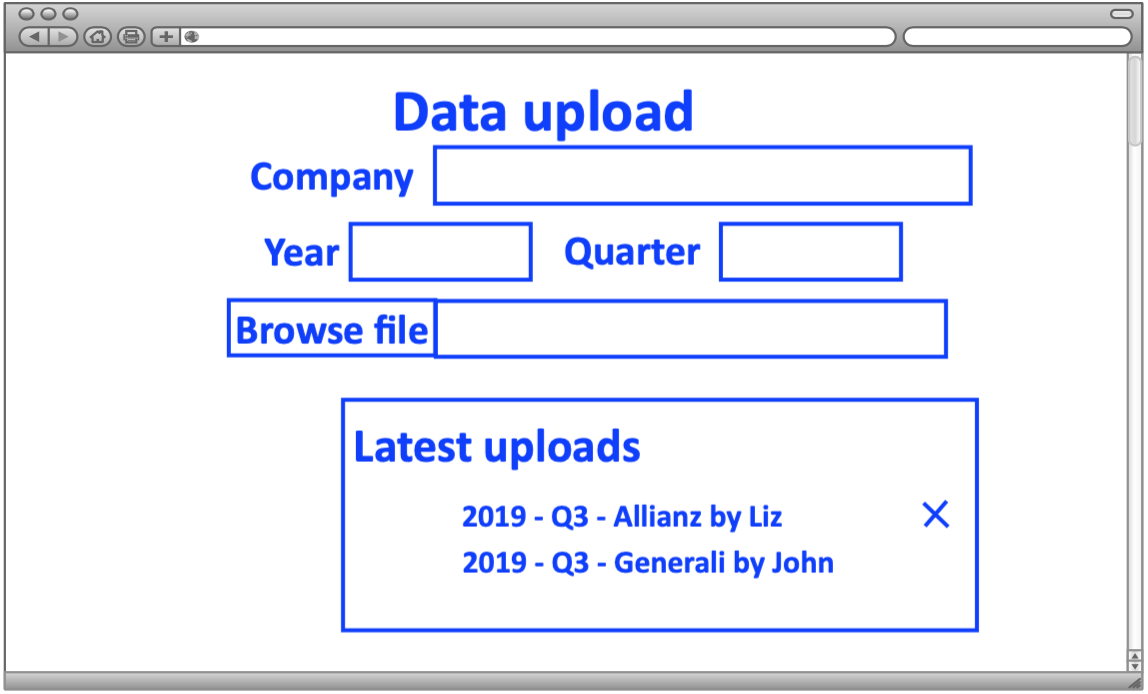 Data upload
Company
Year Quarter
Browse file
Latest uploads
2019 - Q3 - Allianz by Liz
2019 - Q3 - Generali by John